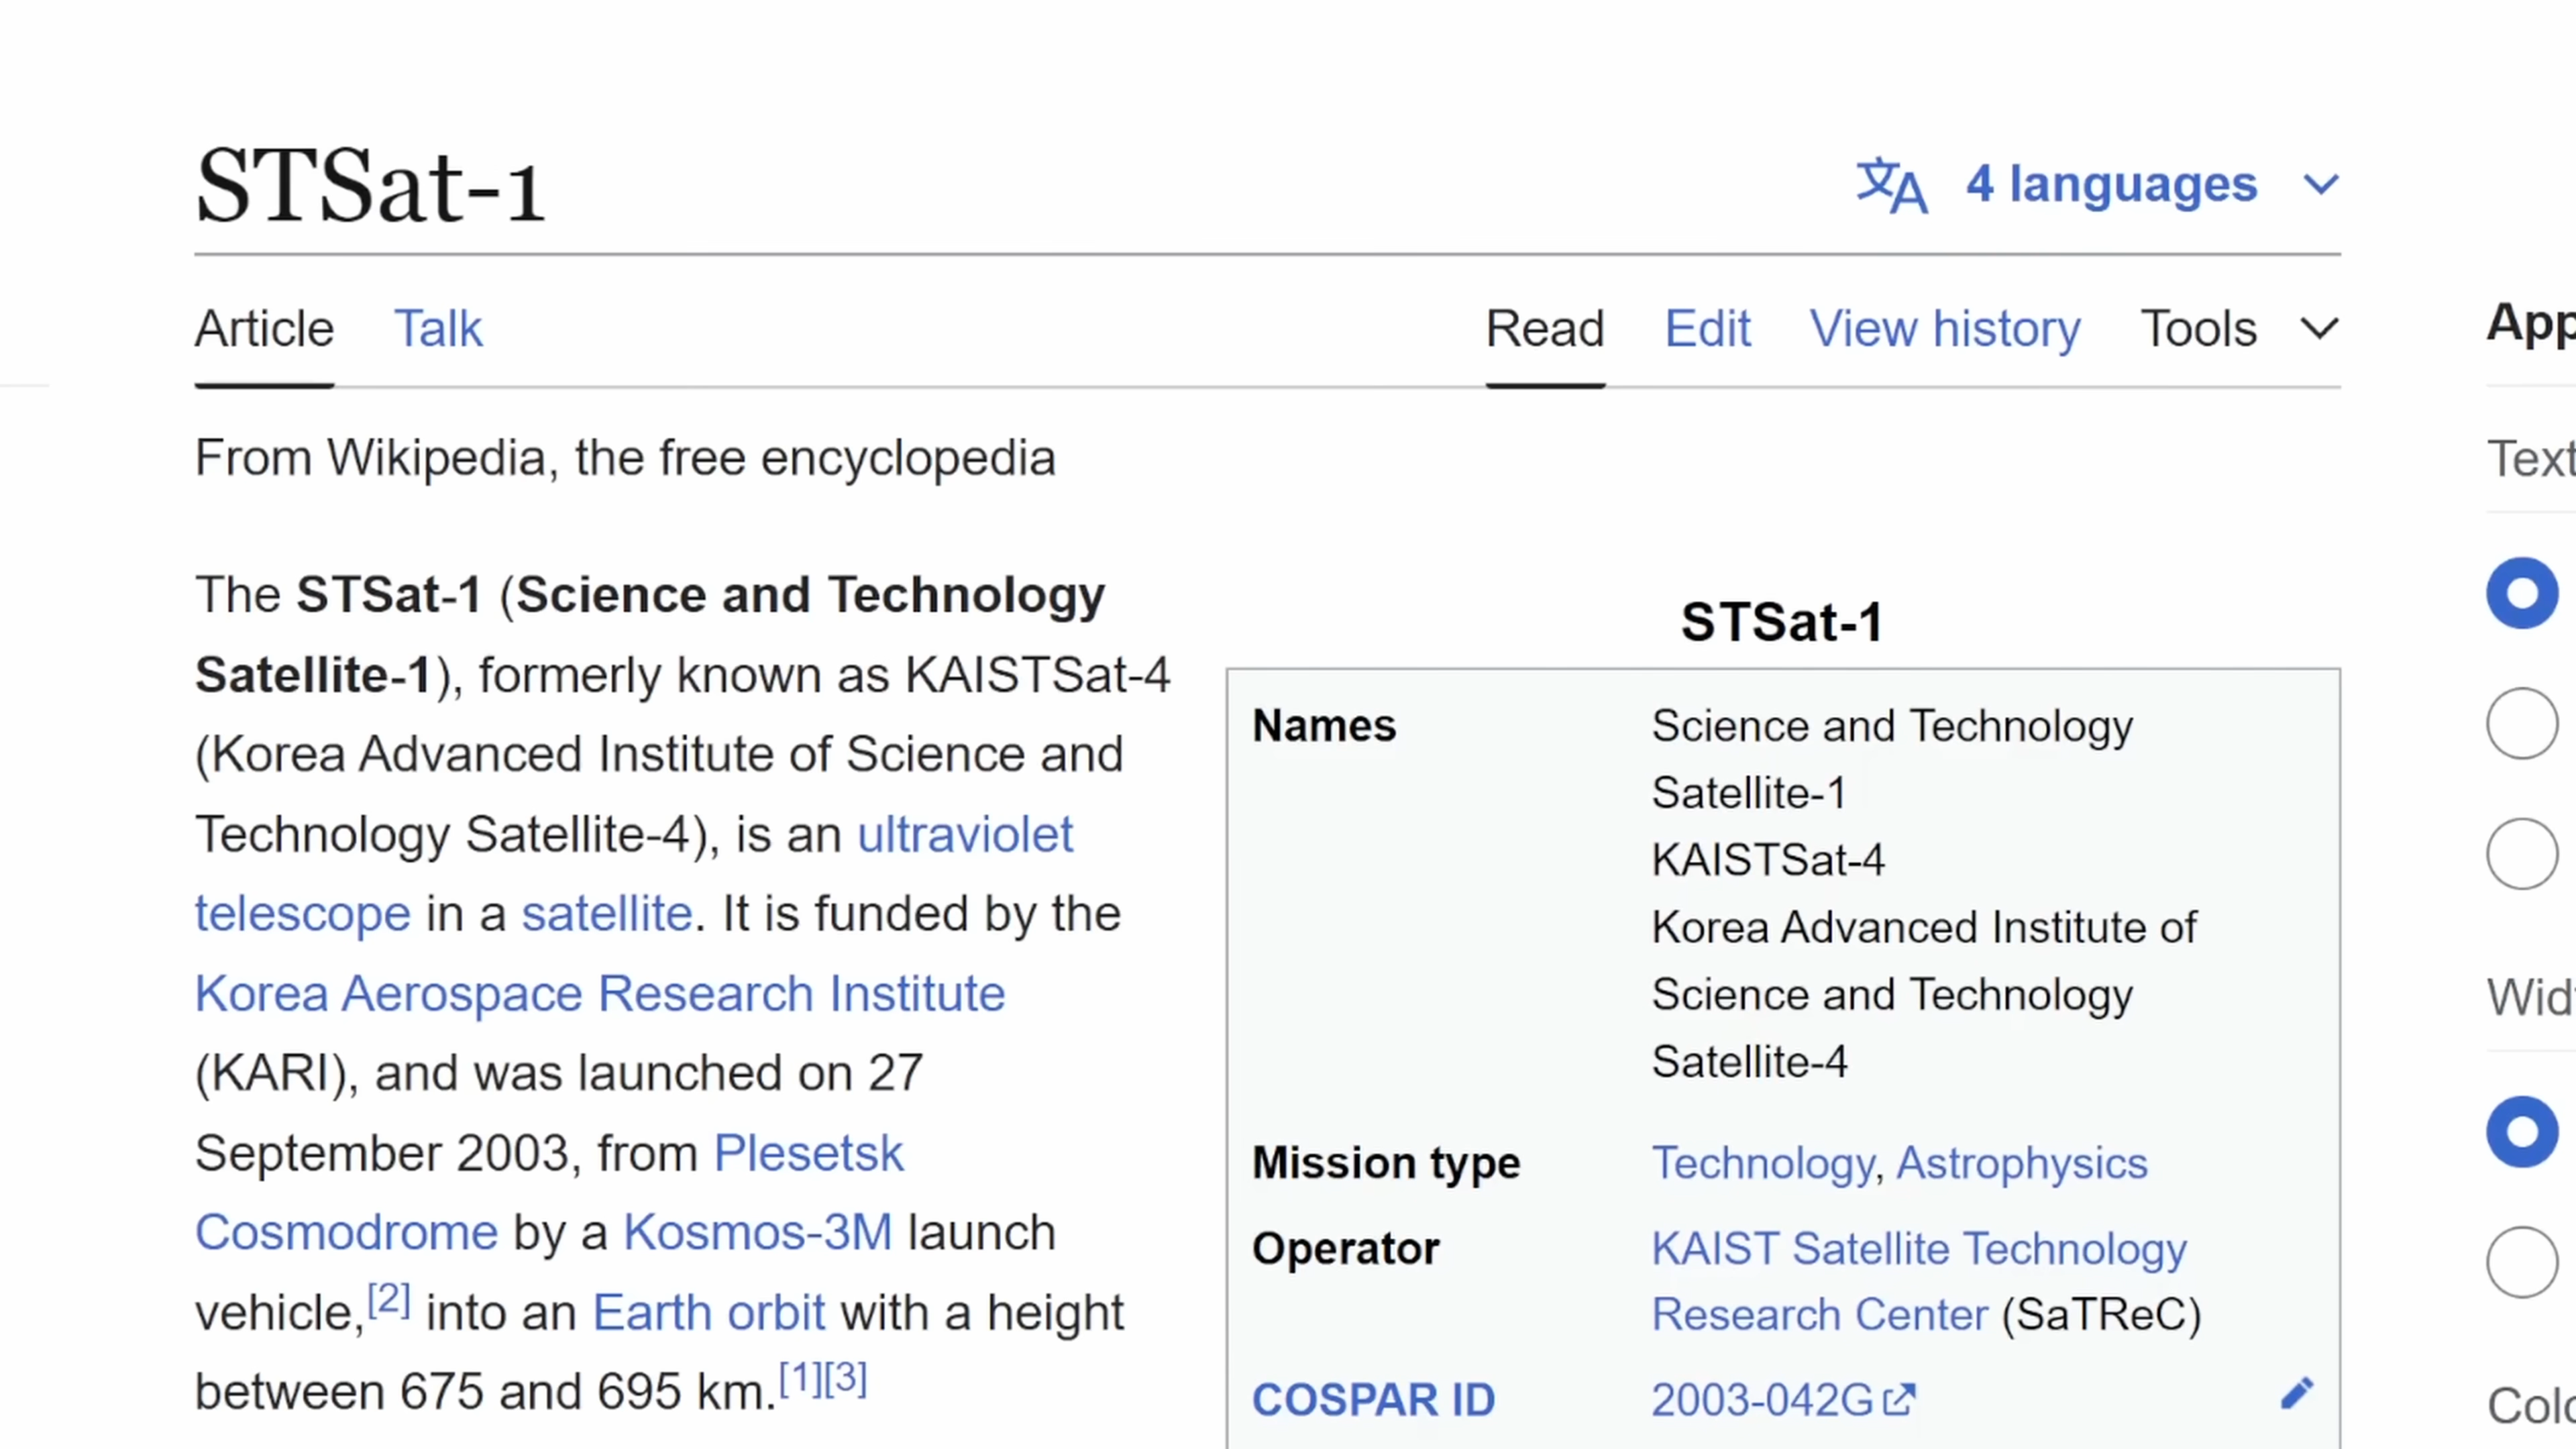 STSat-1
文A 4 languages
Article Talk Read Edit View history Tools
From Wikipedia, the free encyclopedia
The STSat-1 (Science and Technology
Satellite-1), formerly known as KAISTSat-4
(Korea Advanced Institute of Science and
Technology Satellite-4), is an ultraviolet
telescope in a satellite. It is funded by the
Korea Aerospace Research Institute
(KARI), and was launched on 27
September 2003, from Plesetsk
Cosmodrome by a Kosmos-3M launch
vehicle,[2] into an Earth orbit with a height
between 675 and 695 km.[1][3]
STSat-1
Names Science and Technology
Satellite-1
KAISTSat-4
Korea Advanced Institute of
Science and Technology
Satellite-4
Mission type Technology, Astrophysics
Operator KAIST Satellite Technology
Research Center (SaTReC)
COSPAR ID 2003-042G
App
Text
Wid
Colo